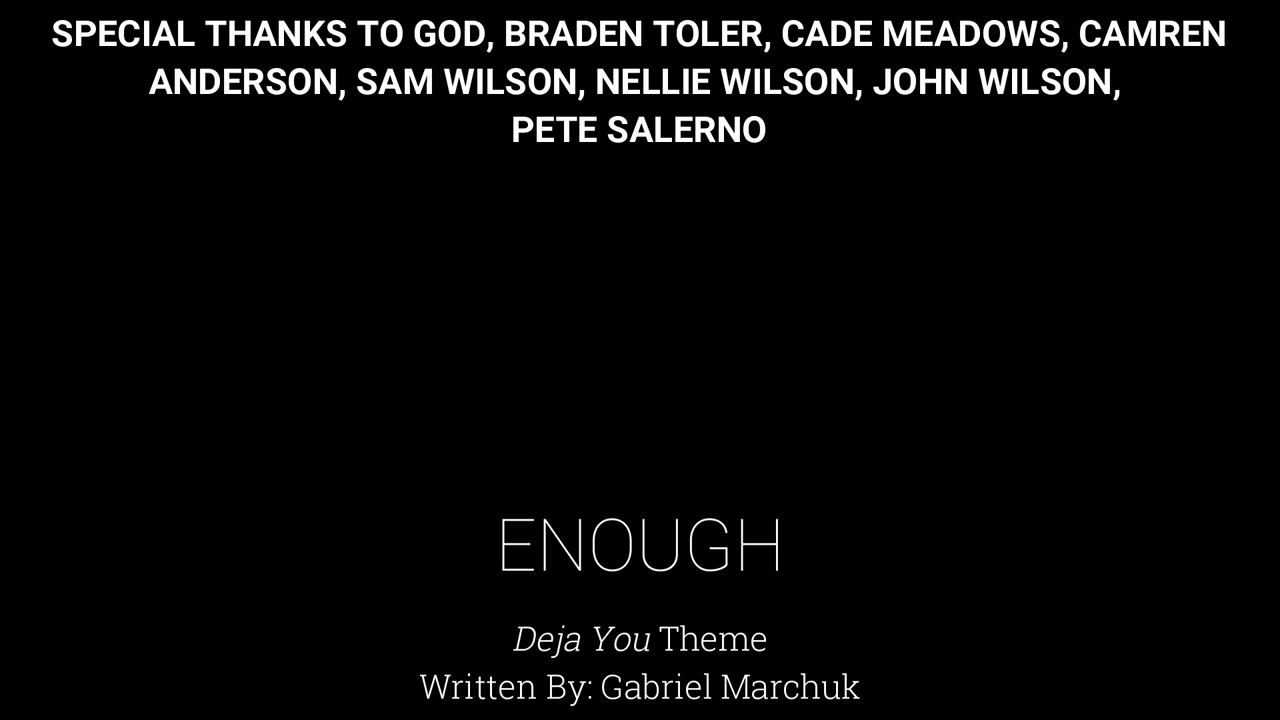 SPECIAL THANKS TO GOD, BRADEN TOLER, CADE MEADOWS, CAMREN
ANDERSON, SAM WILSON, NELLIE WILSON, JOHN WILSON,
PETE SALERNO
ENOUGH
Deja You Theme
Written By: Gabriel Marchuk